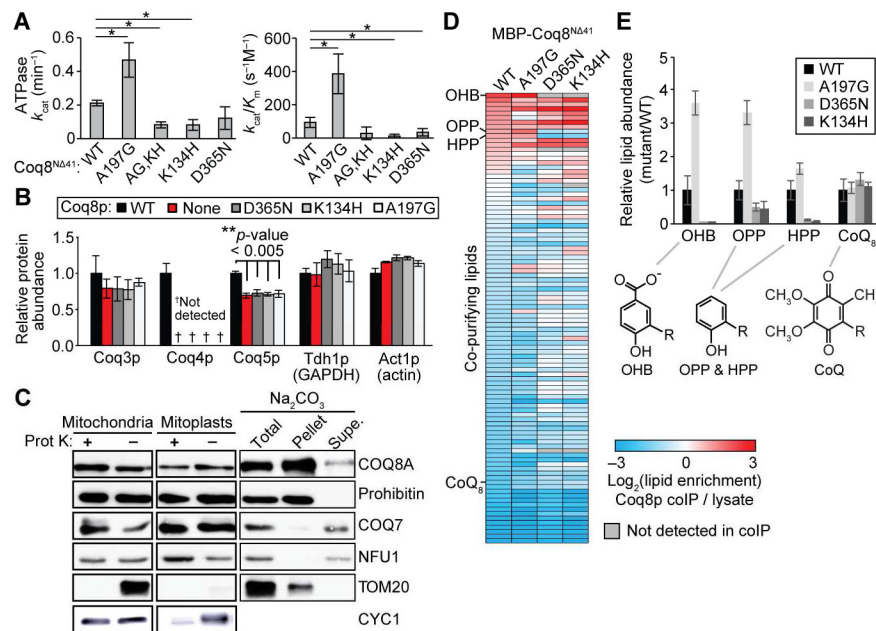 A
ATPase
k_cat (min⁻¹)
0.6
0.4
0.2
0
*
*
*
Coq8^NΔ41:
WT
A197G
AG,KH
K134H
D365N
k_cat/K_m (s⁻¹M⁻¹)
600
400
200
0
*
*
*
WT
A197G
AG,KH
K134H
D365N
B
Coq8p: WT None D365N K134H A197G
Relative protein
abundance
1.5
1.0
0.5
0.0
†Not
detected
† † † †
**p-value
< 0.005
Coq3p
Coq4p
Coq5p
Tdh1p
(GAPDH)
Act1p
(actin)
C
Na₂CO₃
Mitochondria Mitoplasts Total Pellet Supe.
Prot K: + − + −
COQ8A
Prohibitin
COQ7
NFU1
TOM20
CYC1
D
MBP-Coq8^NΔ41
WT A197G D365N K134H
OHB
OPP
HPP
Co-purifying lipids
CoQ₈
E
Relative lipid abundance
(mutant/WT)
4
3
2
1
0
WT
A197G
D365N
K134H
OHB OPP HPP CoQ₈
O O⁻
R
OH
OHB
R
OH
OPP & HPP
O
CH₃O CH
CH₃O R
O
CoQ
−3 0 3
Log₂(lipid enrichment)
Coq8p coIP / lysate
Not detected in coIP